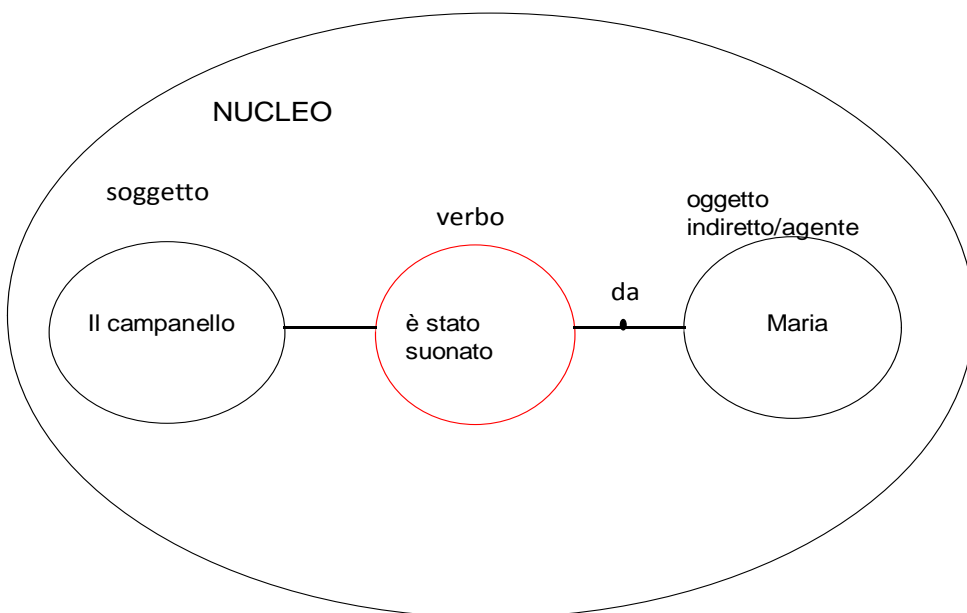 NUCLEO
soggetto
verbo
oggetto
indiretto/agente
Il campanello
è stato
suonato
da
Maria